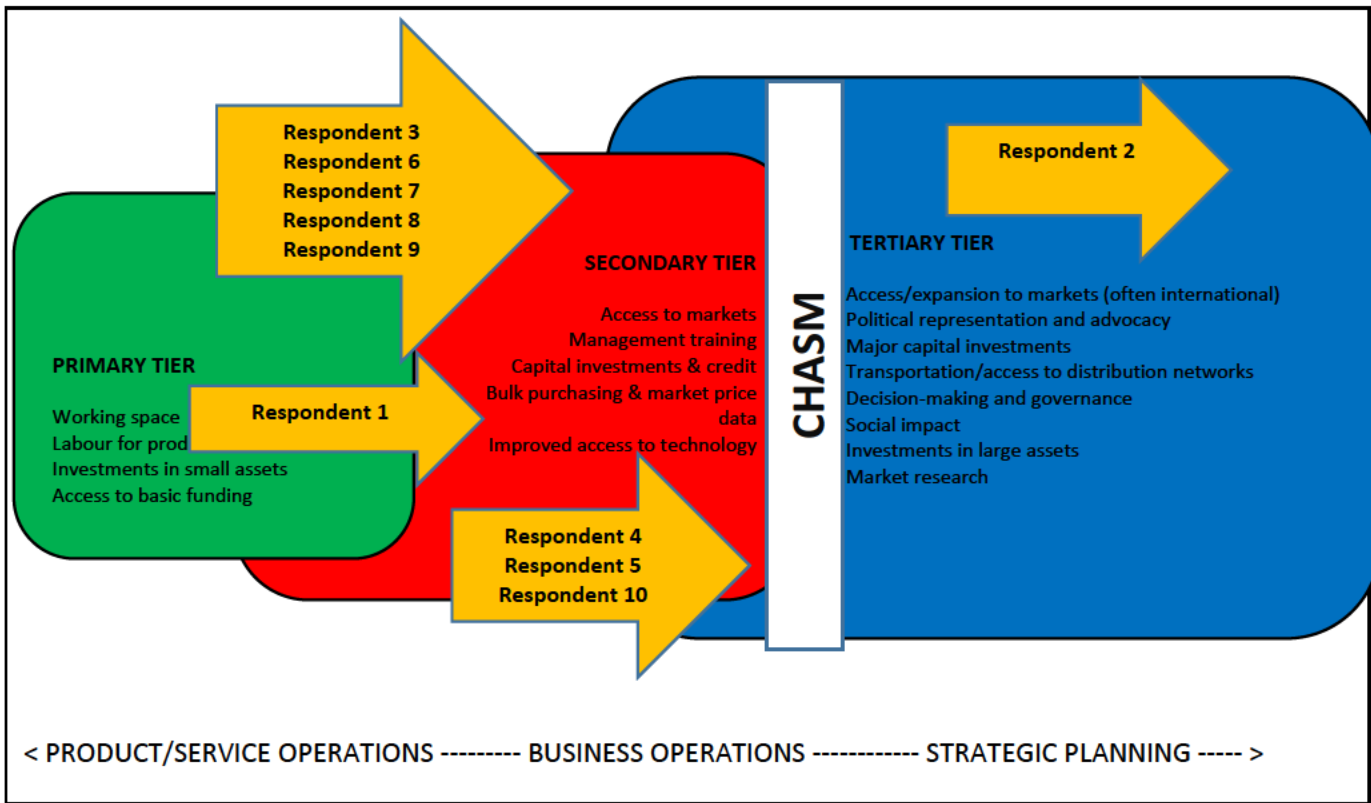 Respondent 3
Respondent 6
Respondent 7
Respondent 8
Respondent 9
Respondent 2
PRIMARY TIER
Working space
Labour for prod
Investments in small assets
Access to basic funding
Respondent 1
SECONDARY TIER
Access to markets
Management training
Capital investments & credit
Bulk purchasing & market price
data
Improved access to technology
Respondent 4
Respondent 5
Respondent 10
CHASM
TERTIARY TIER
Access/expansion to markets (often international)
Political representation and advocacy
Major capital investments
Transportation/access to distribution networks
Decision-making and governance
Social impact
Investments in large assets
Market research
< PRODUCT/SERVICE OPERATIONS --------- BUSINESS OPERATIONS ------------ STRATEGIC PLANNING ----- >